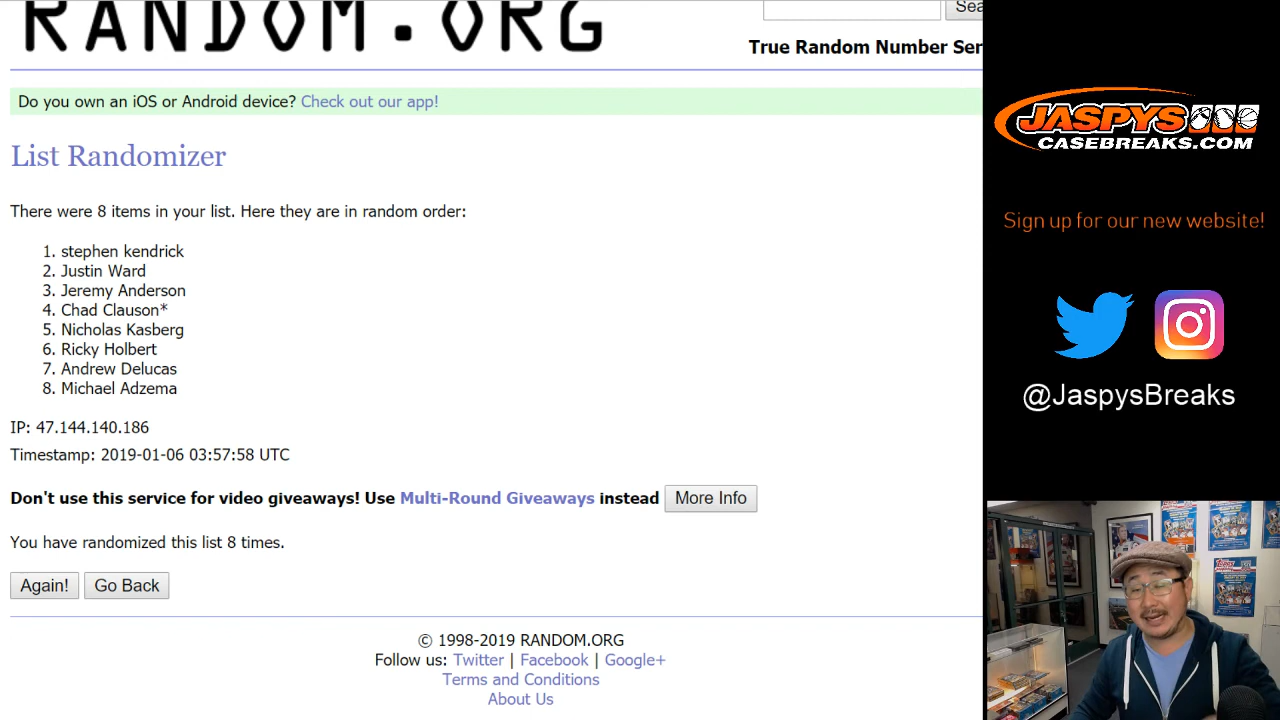 RANDOM.ORG
True Random Number Ser
Do you own an iOS or Android device? Check out our app!
List Randomizer
There were 8 items in your list. Here they are in random order:
1. stephen kendrick
2. Justin Ward
3. Jeremy Anderson
4. Chad Clauson*
5. Nicholas Kasberg
6. Ricky Holbert
7. Andrew Delucas
8. Michael Adzema
IP: 47.144.140.186
Timestamp: 2019-01-06 03:57:58 UTC
Don't use this service for video giveaways! Use Multi-Round Giveaways instead More Info
You have randomized this list 8 times.
Again! Go Back
© 1998-2019 RANDOM.ORG
Follow us: Twitter | Facebook | Google+
Terms and Conditions
About Us
JASPYS
CASEBREAKS.COM
Sign up for our new website!
@JaspysBreaks